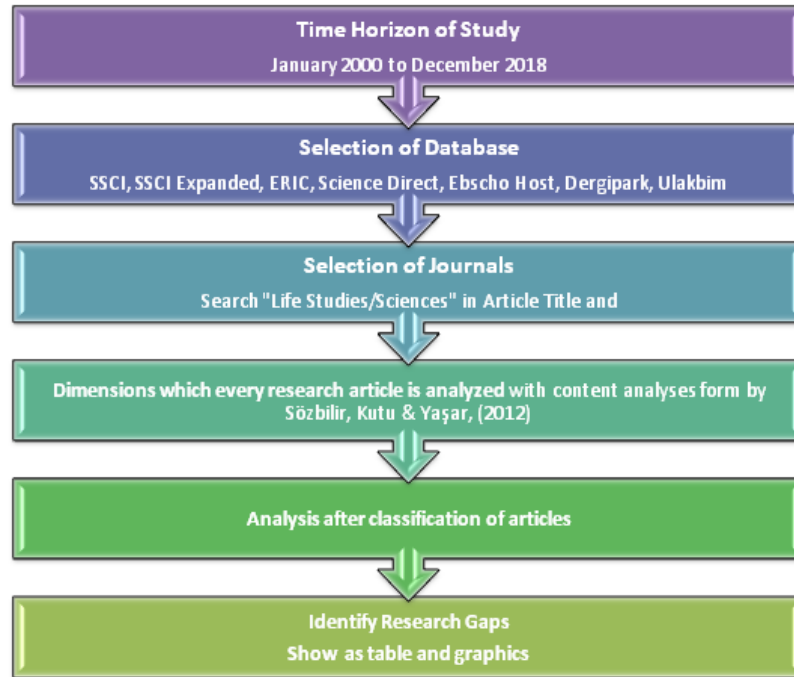 Time Horizon of Study
January 2000 to December 2018
Selection of Database
SSCI, SSCI Expanded, ERIC, Science Direct, Ebscho Host, Dergipark, Ulakbim
Selection of Journals
Search "Life Studies/Sciences" in Article Title and
Dimensions which every research article is analyzed with content analyses form by
Sözbilir, Kutu & Yaşar, (2012)
Analysis after classification of articles
Identify Research Gaps
Show as table and graphics